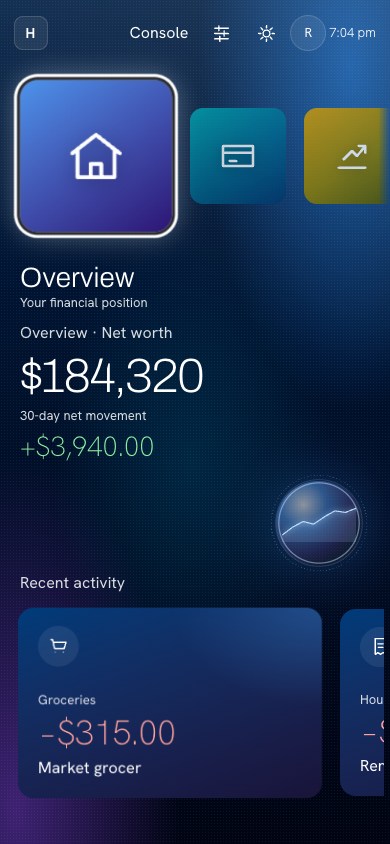 H
Console
R
7:04 pm
Overview
Your financial position
Overview · Net worth
$184,320
30-day net movement
+$3,940.00
Recent activity
Groceries
-$315.00
Market grocer